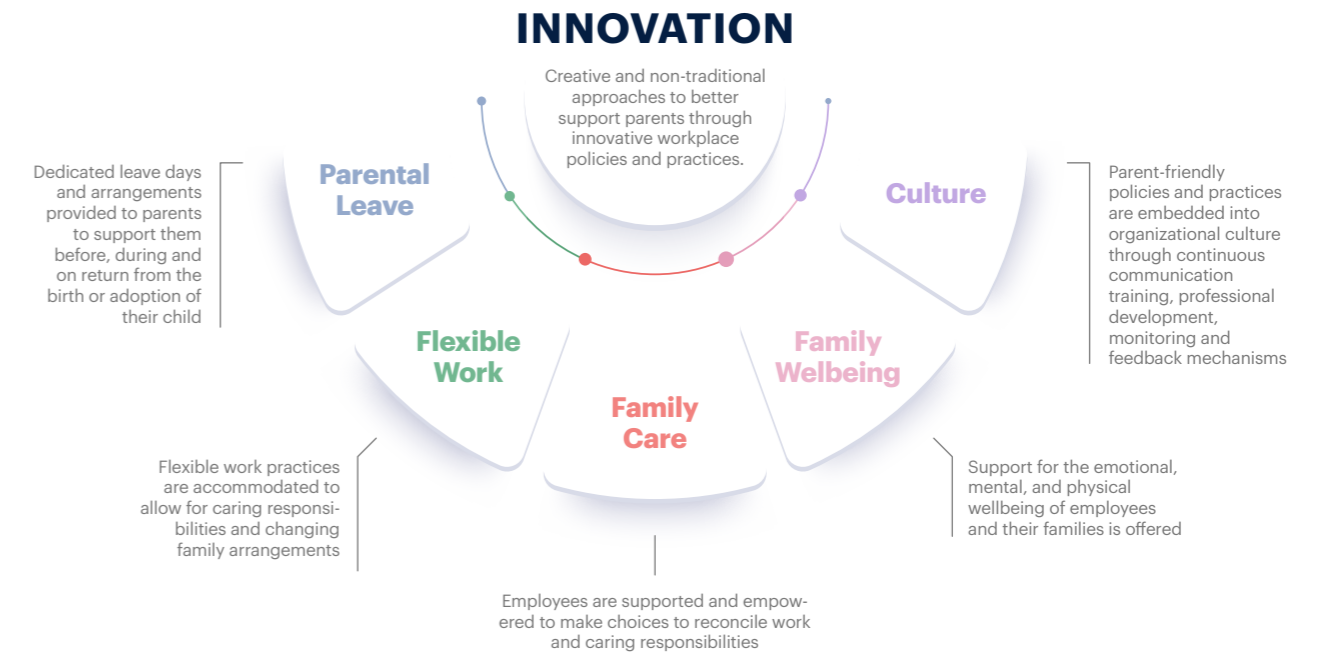 INNOVATION
Creative and non-traditional
approaches to better
support parents through
innovative workplace
policies and practices.
Parental
Leave
Dedicated leave days
and arrangements
provided to parents
to support them
before, during and
on return from the
birth or adoption of
their child
Flexible
Work
Flexible work practices
are accommodated to
allow for caring responsi-
bilities and changing
family arrangements
Family
Care
Employees are supported and empow-
ered to make choices to reconcile work
and caring responsibilities
Family
Welbeing
Support for the emotional,
mental, and physical
wellbeing of employees
and their families is offered
Culture
Parent-friendly
policies and practices
are embedded into
organizational culture
through continuous
communication
training, professional
development,
monitoring and
feedback mechanisms